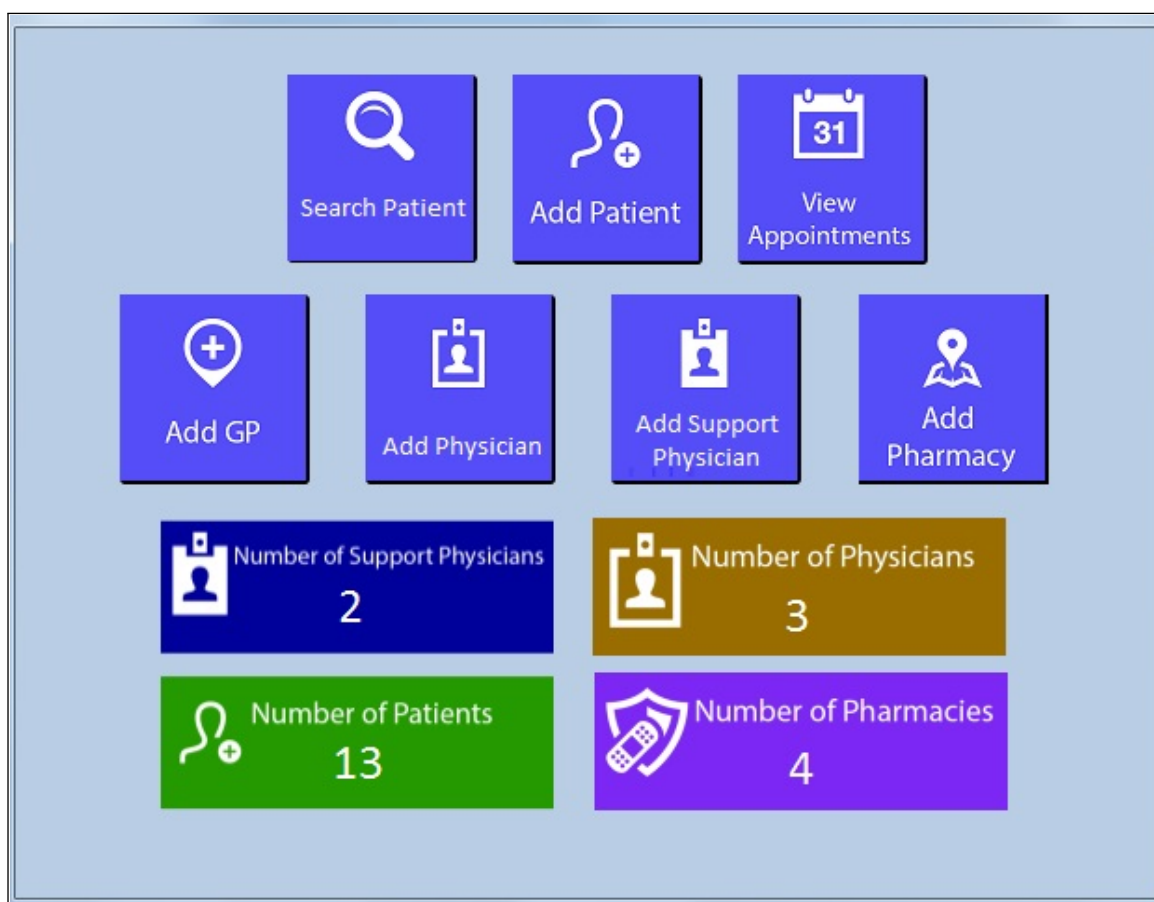 31
Search Patient
Add Patient
View
Appointments
Add GP
Add Physician
Add Support
Physician
Add
Pharmacy
Number of Support Physicians
2
Number of Physicians
3
Number of Patients
13
Number of Pharmacies
4